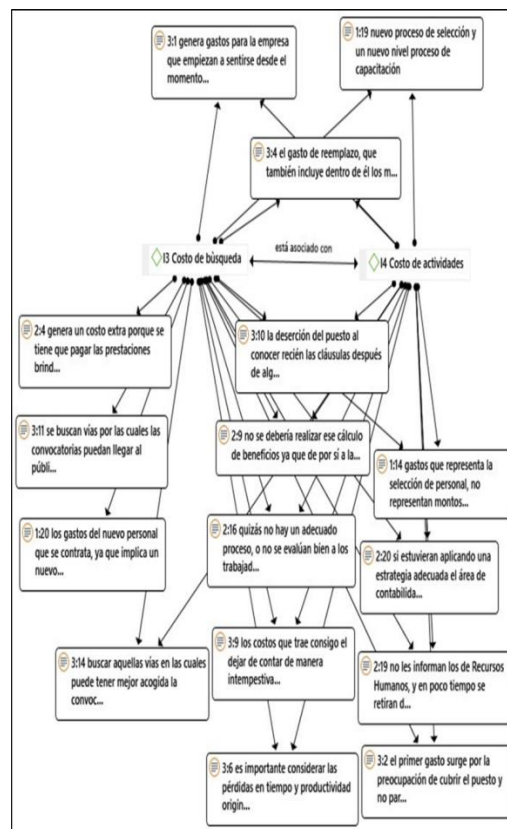 3:1 genera gastos para la empresa
que empiezan a sentirse desde el
momento...
1:19 nuevo proceso de selección y
un nuevo nivel proceso de
capacitación
3:4 el gasto de reemplazo, que
también incluye dentro de él los m...
está asociado con
I3 Costo de bùsqueda
I4 Costo de actividades
2:4 genera un costo extra porque se
tiene que pagar las prestaciones
brind...
3:10 la deserción del puesto al
conocer recién las cláusulas después
de alg...
3:11 se buscan vías por las cuales las
convocatorias puedan llegar al
públi...
2:9 no se debería realizar ese cálculo
de beneficios ya que de por sí a la...
1:14 gastos que representa la
selección de personal, no
representan montos...
1:20 los gastos del nuevo personal
que se contrata, ya que implica un
nuevo...
2:16 quizás no hay un adecuado
proceso, o no se evalúan bien a los
trabajad...
2:20 si estuvieran aplicando una
estrategia adecuada el área de
contabilida...
3:14 buscar aquellas vías en las cuales
puede tener mejor acogida la
convoc...
3:9 los costos que trae consigo el
dejar de contar de manera
intempestiva...
2:19 no les informan los de Recursos
Humanos, y en poco tiempo se
retiran d...
3:6 es importante considerar las
pérdidas en tiempo y productividad
origin...
3:2 el primer gasto surge por la
preocupación de cubrir el puesto y
no par...